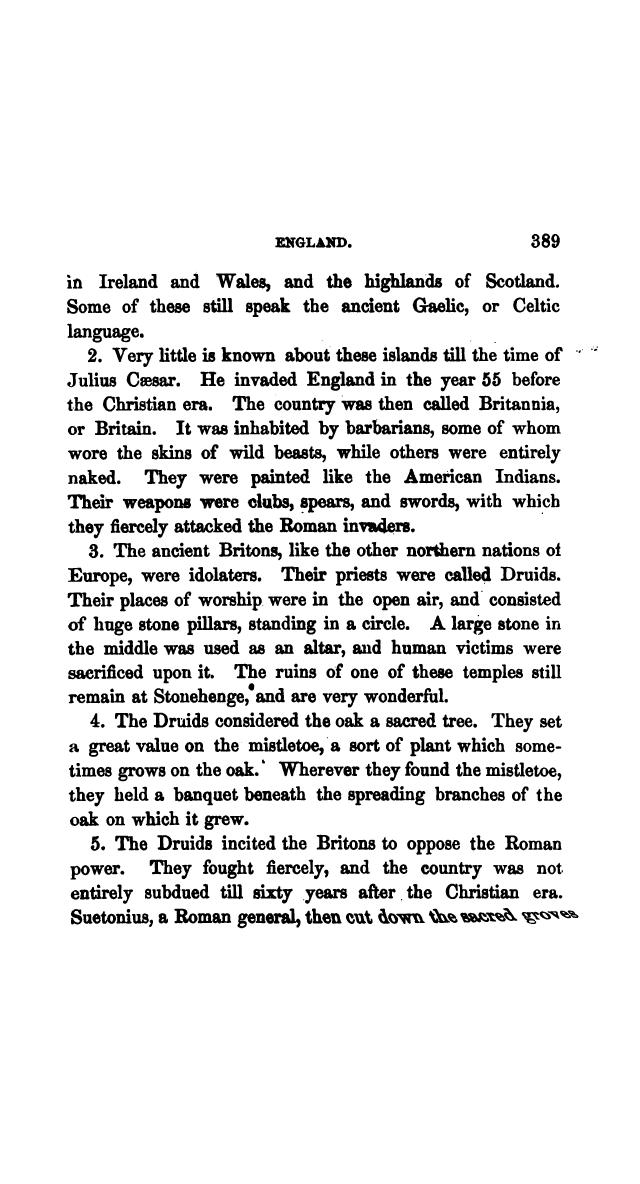 ENGLAND. 389
in Ireland and Wales, and the highlands of Scotland.
Some of these still speak the ancient Gaelic, or Celtic
language.
2. Very little is known about these islands till the time of
Julius Cæsar. He invaded England in the year 55 before
the Christian era. The country was then called Britannia,
or Britain. It was inhabited by barbarians, some of whom
wore the skins of wild beasts, while others were entirely
naked. They were painted like the American Indians.
Their weapons were clubs, spears, and swords, with which
they fiercely attacked the Roman invaders.
3. The ancient Britons, like the other northern nations of
Europe, were idolaters. Their priests were called Druids.
Their places of worship were in the open air, and consisted
of huge stone pillars, standing in a circle. A large stone in
the middle was used as an altar, and human victims were
sacrificed upon it. The ruins of one of these temples still
remain at Stonehenge, and are very wonderful.
4. The Druids considered the oak a sacred tree. They set
a great value on the mistletoe, a sort of plant which some-
times grows on the oak. Wherever they found the mistletoe,
they held a banquet beneath the spreading branches of the
oak on which it grew.
5. The Druids incited the Britons to oppose the Roman
power. They fought fiercely, and the country was not
entirely subdued till sixty years after the Christian era.
Suetonius, a Roman general, then cut down the sacred groves